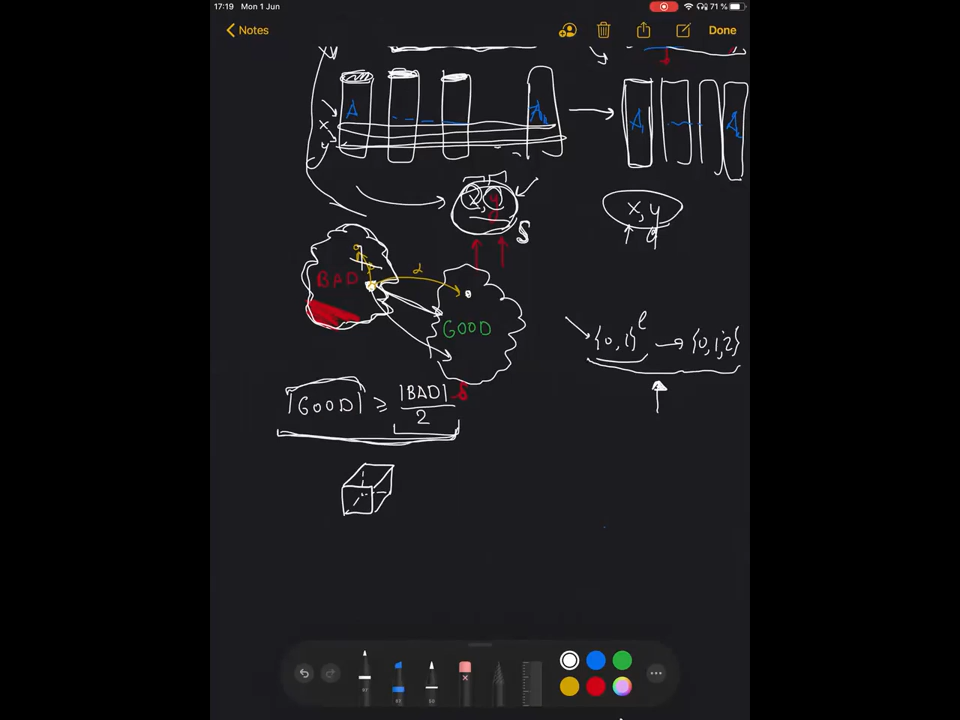 17:19 Mon 1 Jun 71 %
Notes Done
A A
x
y
A A
x, y
S
x, y
BAD
α
GOOD
{0,1}^ℓ → {0,1,2}
|GOOD| ≥ |BAD|/2 δ